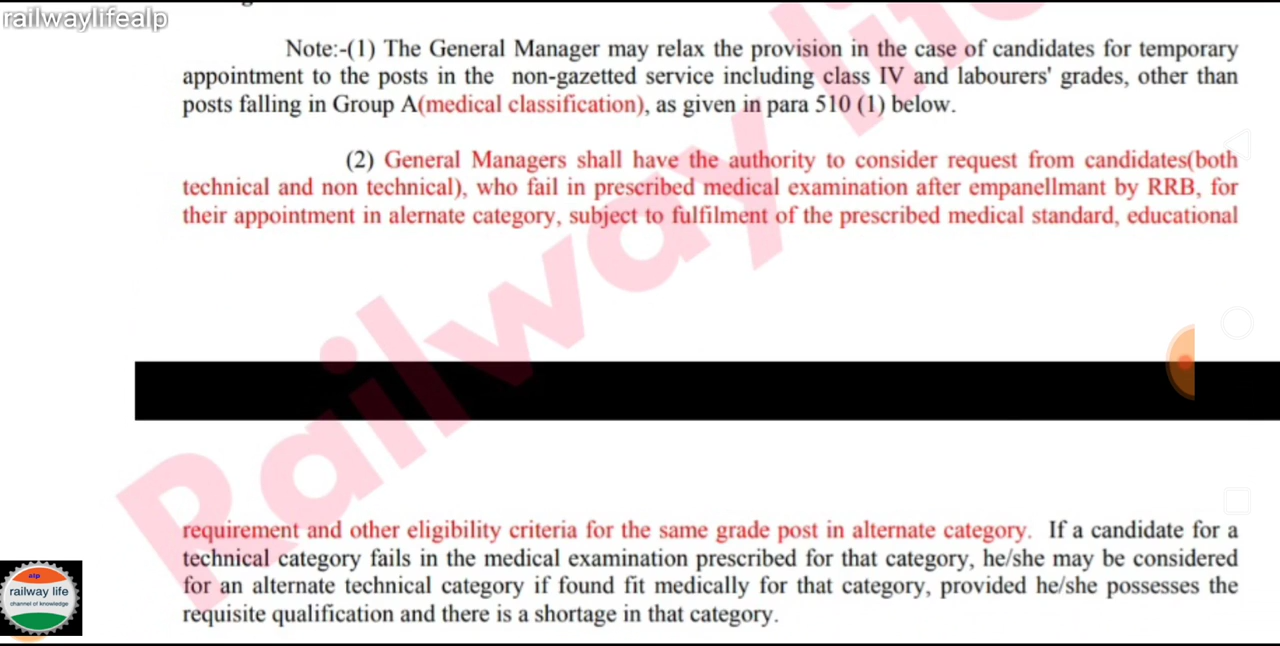 railwaylifealp
Note:-(1) The General Manager may relax the provision in the case of candidates for temporary
appointment to the posts in the non-gazetted service including class IV and labourers' grades, other than
posts falling in Group A(medical classification), as given in para 510 (1) below.
(2) General Managers shall have the authority to consider request from candidates(both
technical and non technical), who fail in prescribed medical examination after empanellmant by RRB, for
their appointment in alernate category, subject to fulfilment of the prescribed medical standard, educational
Railway life
requirement and other eligibility criteria for the same grade post in alternate category. If a candidate for a
technical category fails in the medical examination prescribed for that category, he/she may be considered
for an alternate technical category if found fit medically for that category, provided he/she possesses the
requisite qualification and there is a shortage in that category.
alp
railway life
channel of knowledge